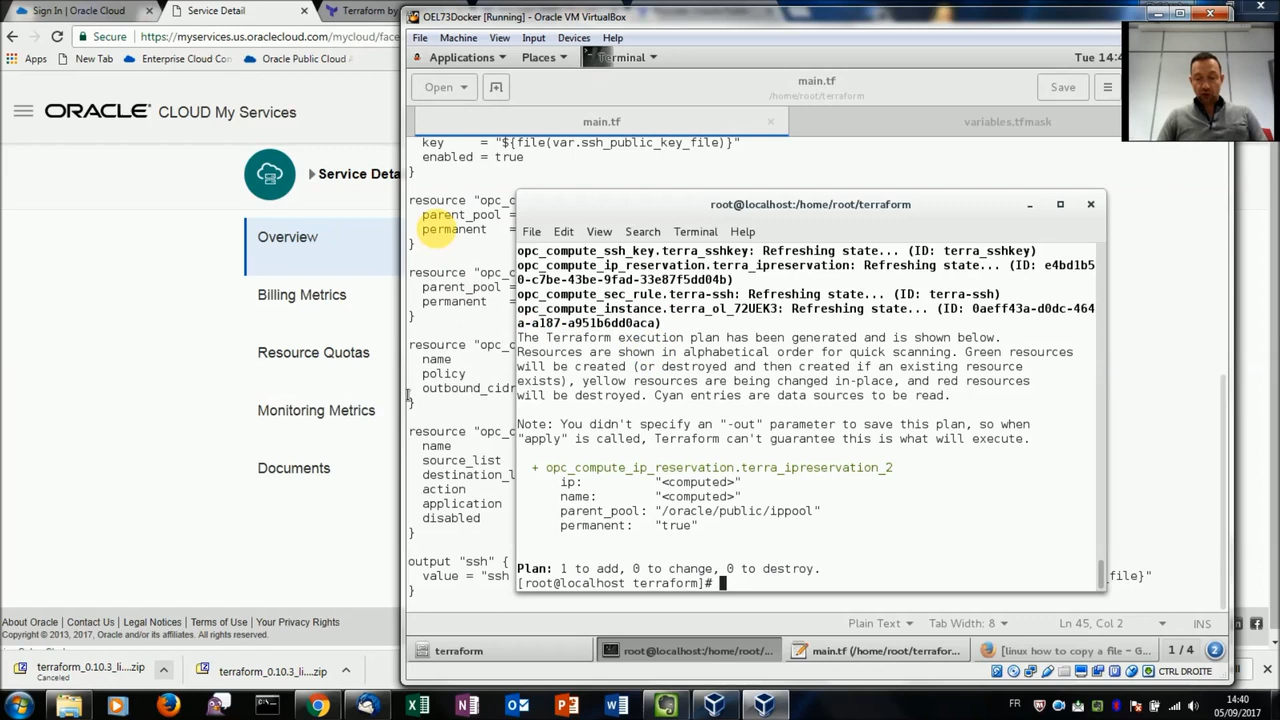 Sign In | Oracle Cloud
Service Detail
Terraform by
OEL73Docker [Running] - Oracle VM VirtualBox
Secure
https://myservices.us.oraclecloud.com/mycloud/face
Apps
New Tab
Enterprise Cloud Con
Oracle Public Cloud A
File Machine View Input Devices Help
Applications Places Terminal
Tue 14:4
ORACLE CLOUD My Services
Service Deta
Overview
Billing Metrics
Resource Quotas
Monitoring Metrics
Documents
Open
main.tf
/home/root/terraform
Save
main.tf
variables.tfmask
key = "${file(var.ssh_public_key_file)}"
enabled = true
}
resource "opc_c
parent_pool =
permanent =
}
resource "opc_c
parent_pool =
permanent =
}
resource "opc_c
name
policy
outbound_cidr
}
resource "opc_c
name
source_list
destination_l
action
application
disabled
}
output "ssh" {
value = "ssh
_file}"
}
root@localhost:/home/root/terraform
File Edit View Search Terminal Help
opc_compute_ssh_key.terra_sshkey: Refreshing state... (ID: terra_sshkey)
opc_compute_ip_reservation.terra_ipreservation: Refreshing state... (ID: e4bd1b5
0-c7be-43be-9fad-33e87f5dd04b)
opc_compute_sec_rule.terra-ssh: Refreshing state... (ID: terra-ssh)
opc_compute_instance.terra_ol_72UEK3: Refreshing state... (ID: 0aeff43a-d0dc-464
a-a187-a951b6dd0aca)
The Terraform execution plan has been generated and is shown below.
Resources are shown in alphabetical order for quick scanning. Green resources
will be created (or destroyed and then created if an existing resource
exists), yellow resources are being changed in-place, and red resources
will be destroyed. Cyan entries are data sources to be read.
Note: You didn't specify an "-out" parameter to save this plan, so when
"apply" is called, Terraform can't guarantee this is what will execute.
+ opc_compute_ip_reservation.terra_ipreservation_2
ip: "<computed>"
name: "<computed>"
parent_pool: "/oracle/public/ippool"
permanent: "true"
Plan: 1 to add, 0 to change, 0 to destroy.
[root@localhost terraform]#
Plain Text
Tab Width: 8
Ln 45, Col 2
INS
About Oracle | Contact Us | Legal Notices | Terms of Use | Your Privacy Rights
Copyright © 2013, 2017, Oracle and/or its affiliates. All rights reserved.
terraform
root@localhost:/home/root/...
main.tf (/home/root/terrafor...
[linux how to copy a file – G...
1 / 4
2
terraform_0.10.3_li....zip
Canceled
terraform_0.10.3_li....zip
CTRL DROITE
FR
14:40
05/09/2017